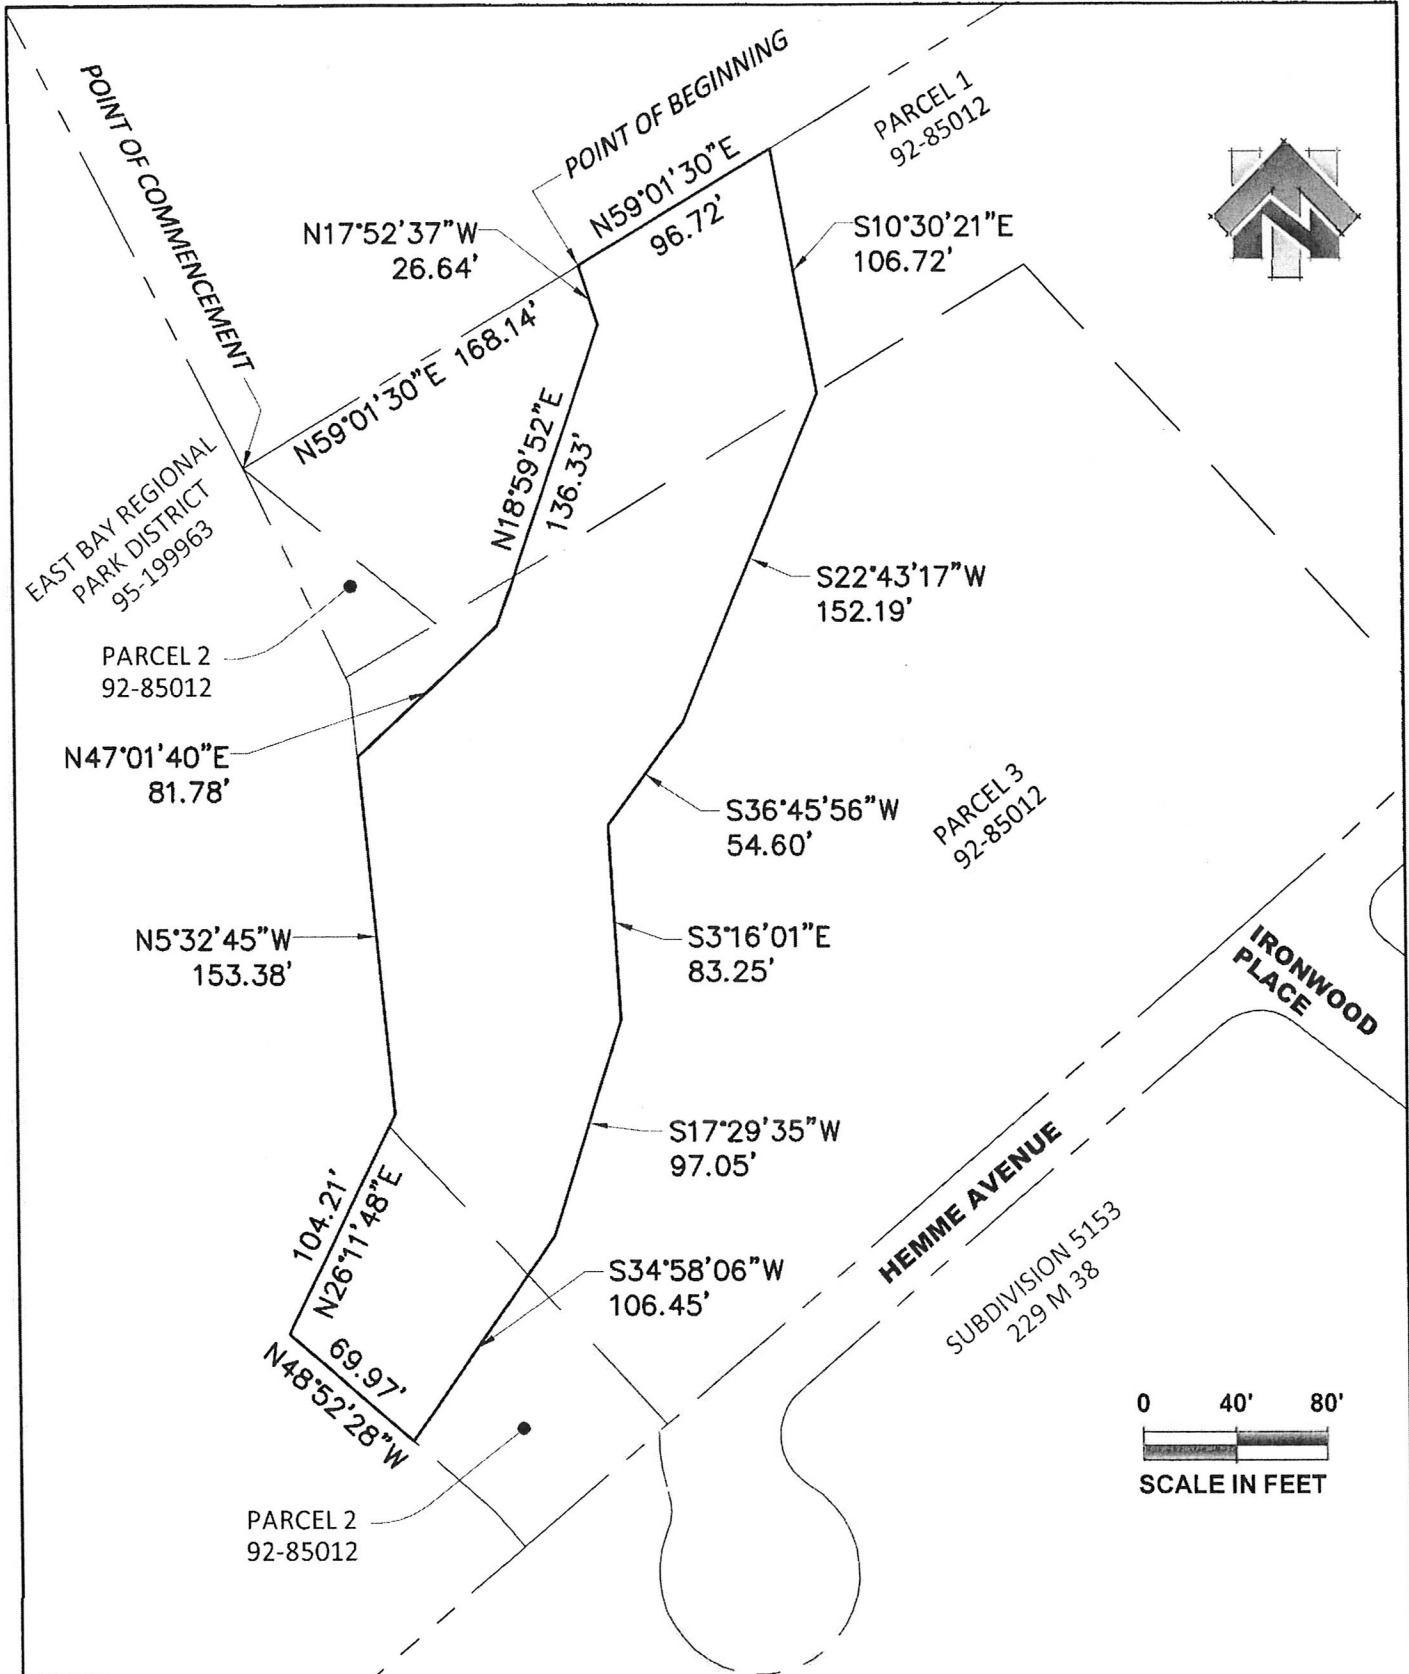 POINT OF COMMENCEMENT
POINT OF BEGINNING
PARCEL 1
92-85012
N59°01'30"E
96.72'
N17°52'37"W
26.64'
S10°30'21"E
106.72'
N59°01'30"E 168.14'
N18°59'52"E
136.33'
EAST BAY REGIONAL
PARK DISTRICT
95-199963
S22°43'17"W
152.19'
PARCEL 2
92-85012
N47°01'40"E
81.78'
S36°45'56"W
54.60'
PARCEL 3
92-85012
N5°32'45"W
153.38'
S3°16'01"E
83.25'
IRONWOOD
PLACE
S17°29'35"W
97.05'
HEMME AVENUE
104.21'
N26°11'48"E
S34°58'06"W
106.45'
SUBDIVISION 5153
229 M 38
69.97'
N48°52'28"W
0 40' 80'
SCALE IN FEET
PARCEL 2
92-85012